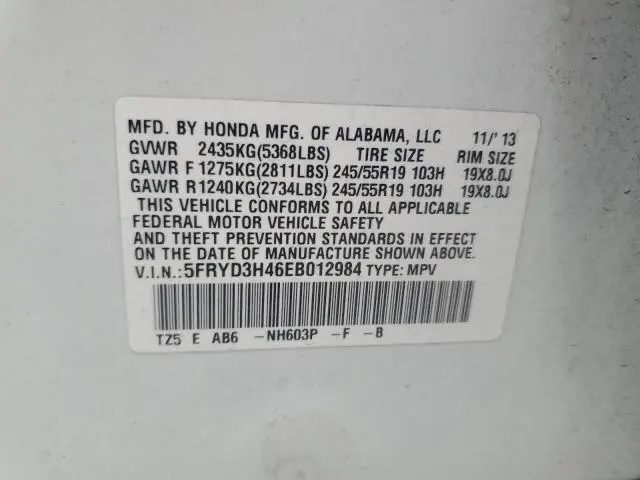 MFD. BY HONDA MFG. OF ALABAMA, LLC 11/'13
GVWR 2435KG(5368LBS) TIRE SIZE RIM SIZE
GAWR F 1275KG(2811LBS) 245/55R19 103H 19X8.0J
GAWR R1240KG(2734LBS) 245/55R19 103H 19X8.0J
THIS VEHICLE CONFORMS TO ALL APPLICABLE
FEDERAL MOTOR VEHICLE SAFETY
AND THEFT PREVENTION STANDARDS IN EFFECT
ON THE DATE OF MANUFACTURE SHOWN ABOVE.
V.I.N.:5FRYD3H46EB012984 TYPE: MPV
TZ5 E AB6 -NH603P -F -B